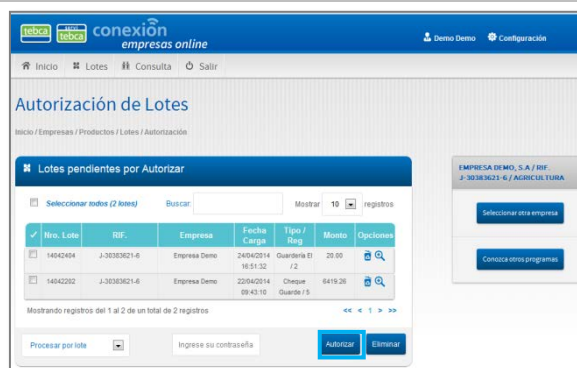 tebca servi tebca conexión
empresas online
Demo Demo Configuración
Inicio Lotes Consulta Salir
Autorización de Lotes
Inicio / Empresas / Productos / Lotes / Autorización
Lotes pendientes por Autorizar
Seleccionar todos (2 lotes) Buscar: Mostrar 10 registros
Nro. Lote RIF. Empresa Fecha Carga Tipo / Reg Monto Opciones
14042404 J-30383621-6 Empresa Demo 24/04/2014 16:51:32 Guardería El / 2 20.00
14042202 J-30383621-6 Empresa Demo 22/04/2014 09:43:10 Cheque Guarde / 5 6419.26
Mostrando registros del 1 al 2 de un total de 2 registros << < 1 > >>
Procesar por lote Ingrese su contraseña Autorizar Eliminar
EMPRESA DEMO, S.A / RIF.
J-30383621-6 / AGRICULTURA
Seleccionar otra empresa
Conozca otros programas